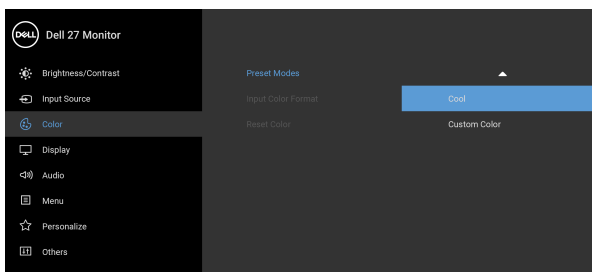 DELL Dell 27 Monitor
Brightness/Contrast
Preset Modes
Input Source
Input Color Format
Cool
Color
Reset Color
Custom Color
Display
Audio
Menu
Personalize
Others